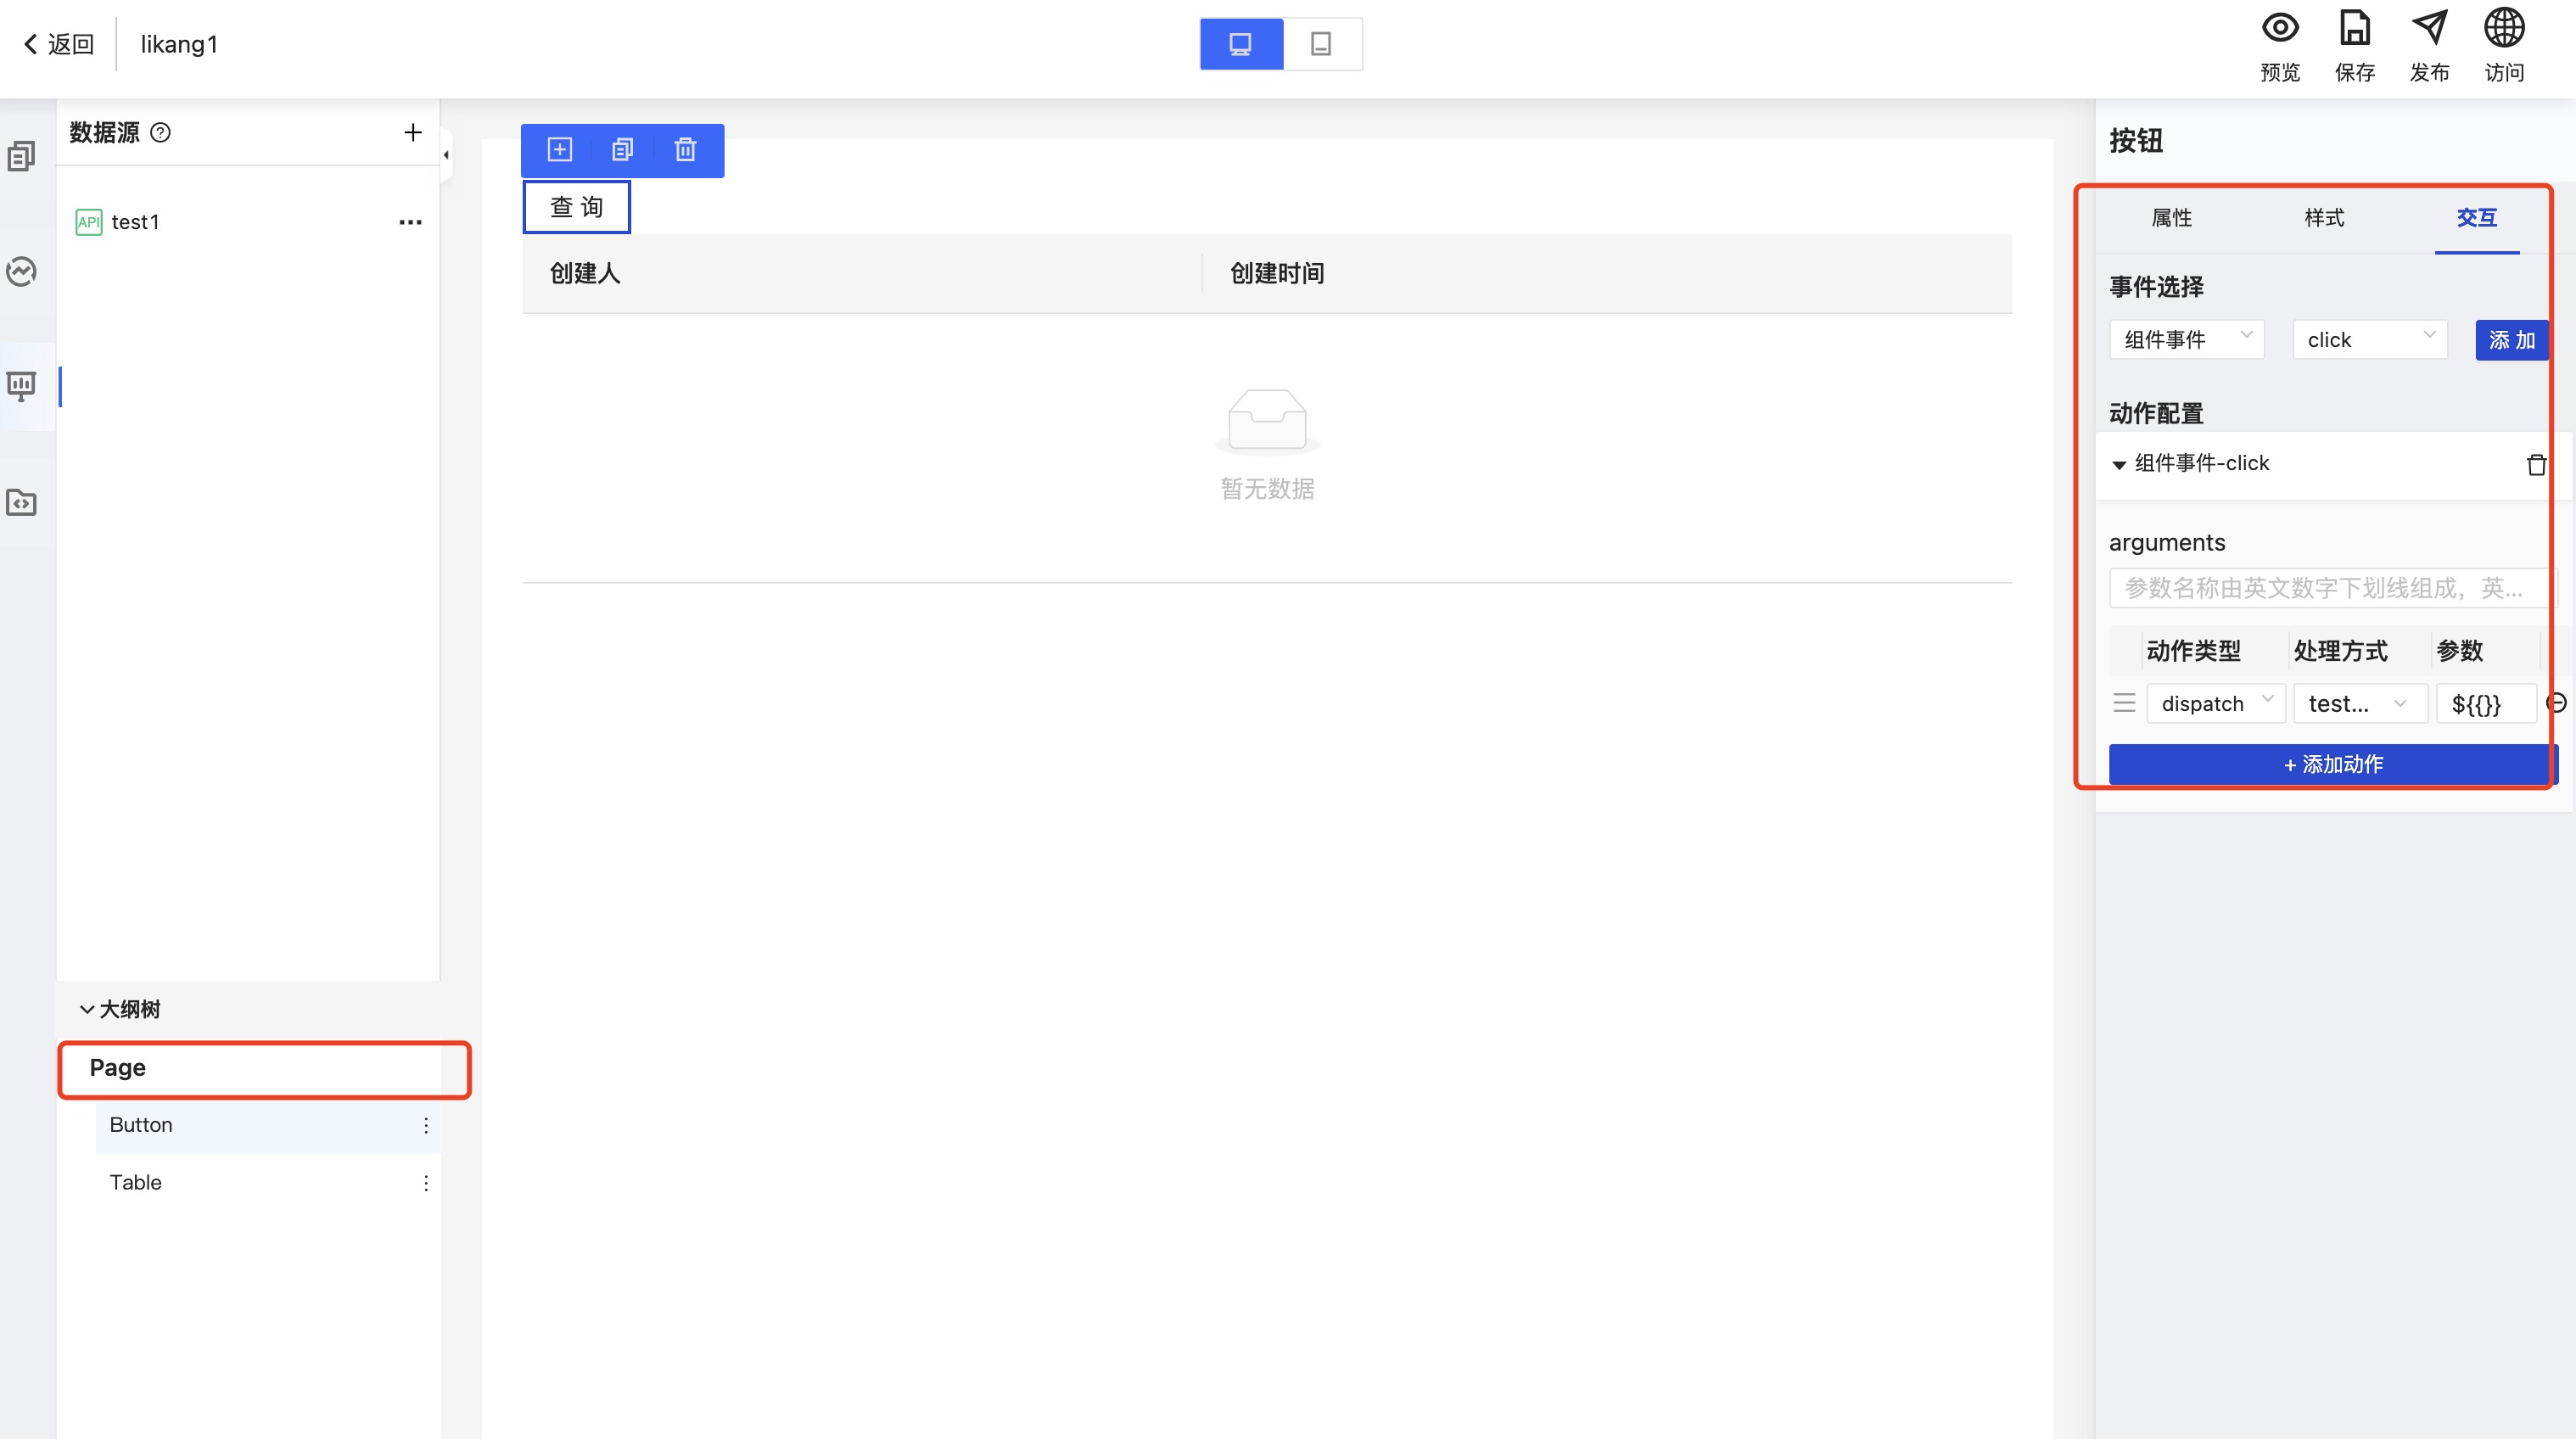 返回
likang1
预览
保存
发布
访问
数据源
API
test1
查 询
创建人
创建时间
暂无数据
大纲树
Page
Button
Table
按钮
属性
样式
交互
事件选择
组件事件
click
添 加
动作配置
组件事件-click
arguments
参数名称由英文数字下划线组成，英...
动作类型
处理方式
参数
dispatch
test...
${{}}
+ 添加动作